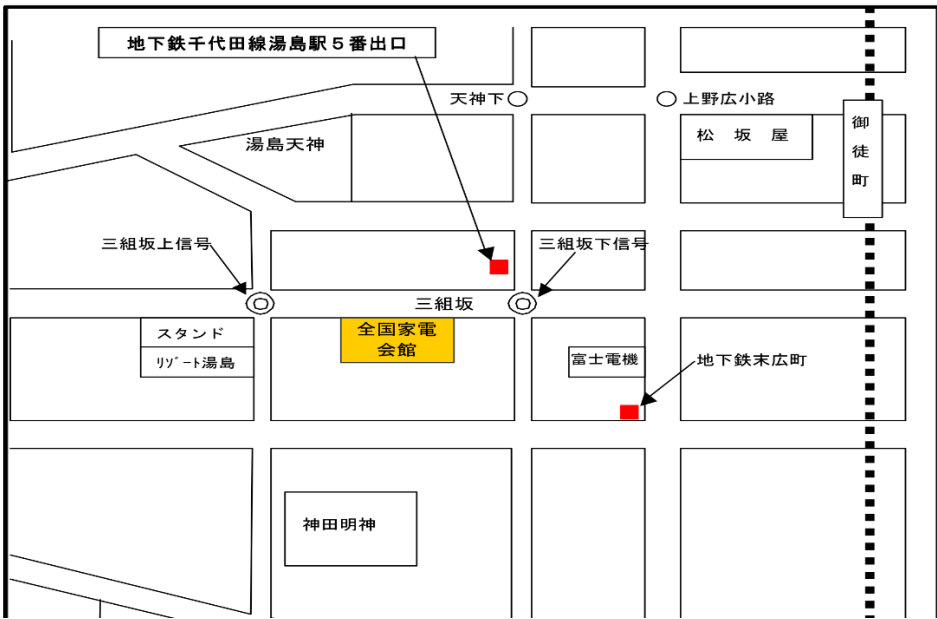 地下鉄千代田線湯島駅５番出口
天神下
上野広小路
湯島天神
松坂屋
御徒町
三組坂上信号
三組坂下信号
三組坂
スタンド
ﾘｿﾞｰﾄ湯島
全国家電
会館
富士電機
地下鉄末広町
神田明神